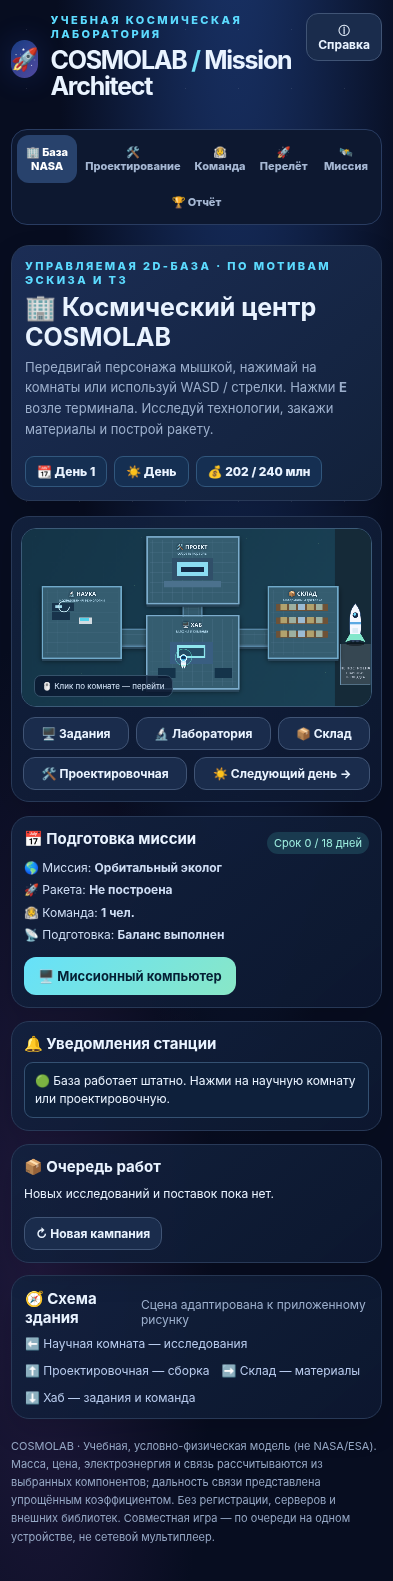 УЧЕБНАЯ КОСМИЧЕСКАЯ
ЛАБОРАТОРИЯ
COSMOLAB / Mission
Architect
ⓘ
Справка
🏢 База
NASA
🛠️
Проектирование
👩‍🚀
Команда
🚀
Перелёт
🛰️
Миссия
🏆 Отчёт
УПРАВЛЯЕМАЯ 2D-БАЗА · ПО МОТИВАМ
ЭСКИЗА И ТЗ
🏢 Космический центр
COSMOLAB
Передвигай персонажа мышкой, нажимай на
комнаты или используй WASD / стрелки. Нажми E
возле терминала. Исследуй технологии, закажи
материалы и построй ракету.
📆 День 1
☀️ День
💰 202 / 240 млн
🛠 ПРОЕКТ
🔬 НАУКА
📦 СКЛАД
🛰 ХАБ
🖱️ Клик по комнате — перейти
🖥️ Задания
🔬 Лаборатория
📦 Склад
🛠️ Проектировочная
☀️ Следующий день →
📅 Подготовка миссии
Срок 0 / 18 дней
🌎 Миссия: Орбитальный эколог
🚀 Ракета: Не построена
👩‍🚀 Команда: 1 чел.
📡 Подготовка: Баланс выполнен
🖥️ Миссионный компьютер
🔔 Уведомления станции
🟢 База работает штатно. Нажми на научную комнату
или проектировочную.
📦 Очередь работ
Новых исследований и поставок пока нет.
↻ Новая кампания
🧭 Схема
здания
Сцена адаптирована к приложенному
рисунку
⬅️ Научная комната — исследования
⬆️ Проектировочная — сборка
➡️ Склад — материалы
⬇️ Хаб — задания и команда
COSMOLAB · Учебная, условно-физическая модель (не NASA/ESA).
Масса, цена, электроэнергия и связь рассчитываются из
выбранных компонентов; дальность связи представлена
упрощённым коэффициентом. Без регистрации, серверов и
внешних библиотек. Совместная игра — по очереди на одном
устройстве, не сетевой мультиплеер.